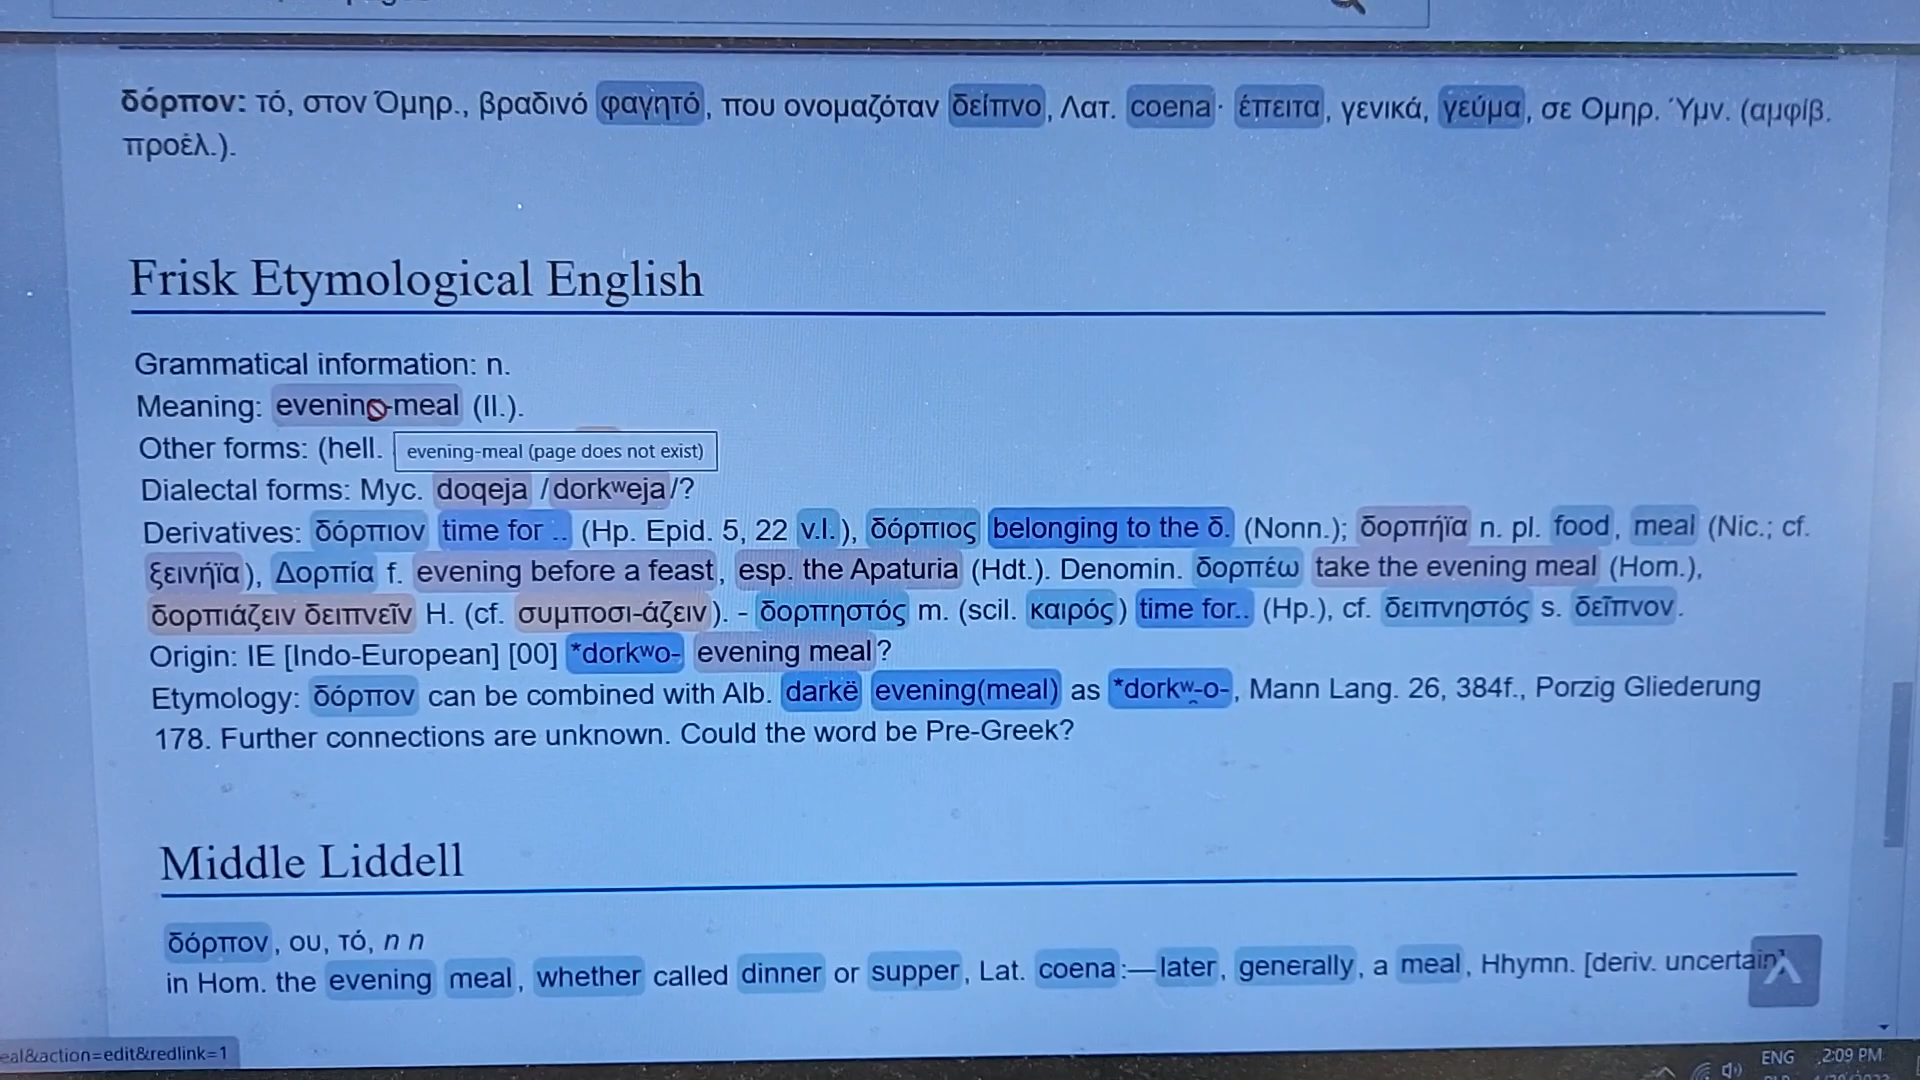 δόρπον: τό, στον Όμηρ., βραδινό φαγητό, που ονομαζόταν δείπνο, Λατ. coena· έπειτα, γενικά, γεύμα, σε Ομηρ. Ύμν. (αμφίβ.
προέλ.).
Frisk Etymological English
Grammatical information: n.
Meaning: evening-meal (Il.).
Other forms: (hell.
evening-meal (page does not exist)
Dialectal forms: Myc. doqeja /dorkʷeja/?
Derivatives: δόρπιον time for .. (Hp. Epid. 5, 22 v.l.), δόρπιος belonging to the δ. (Nonn.); δορπήϊα n. pl. food, meal (Nic.; cf.
ξεινήϊα), Δορπία f. evening before a feast, esp. the Apaturia (Hdt.). Denomin. δορπέω take the evening meal (Hom.),
δορπιάζειν δειπνεῖν H. (cf. συμποσι-άζειν). - δορπηστός m. (scil. καιρός) time for.. (Hp.), cf. δειπνηστός s. δεῖπνον.
Origin: IE [Indo-European] [00] *dorkʷo- evening meal?
Etymology: δόρπον can be combined with Alb. darkë evening(meal) as *dorkʷ̯-o-, Mann Lang. 26, 384f., Porzig Gliederung
178. Further connections are unknown. Could the word be Pre-Greek?
Middle Liddell
δόρπον, ου, τό, n n
in Hom. the evening meal, whether called dinner or supper, Lat. coena:—later, generally, a meal, Hhymn. [deriv. uncertain]
eal&action=edit&redlink=1
ENG 2:09 PM